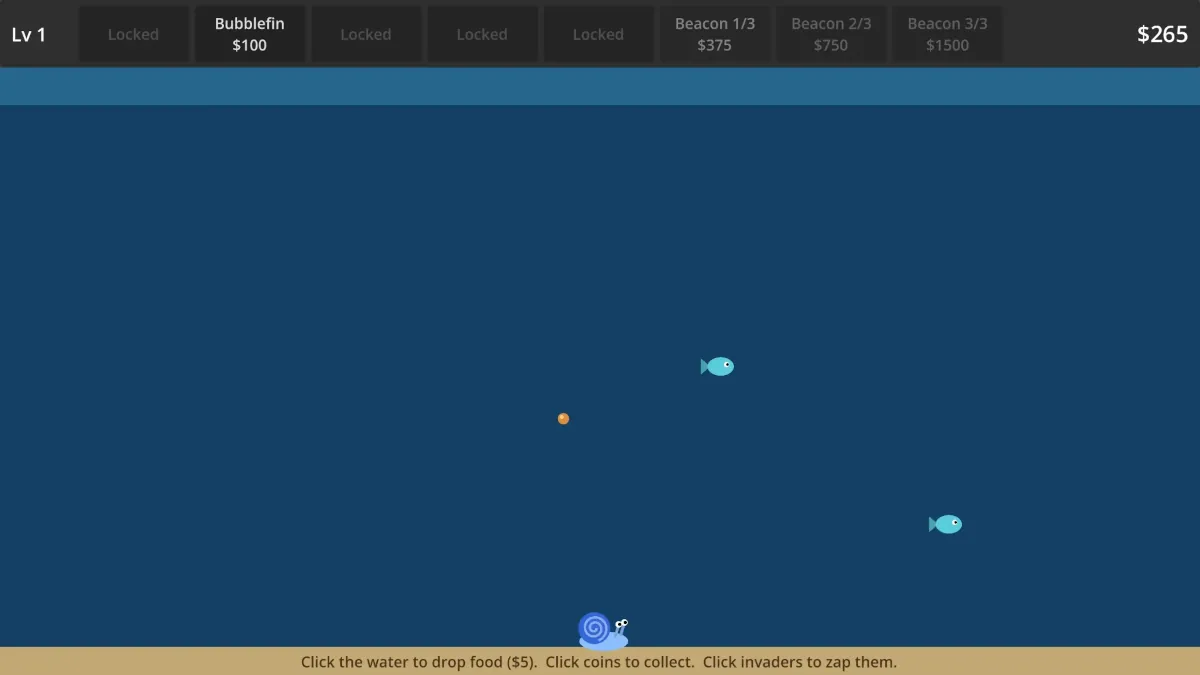 Lv 1
Locked
Bubblefin
$100
Locked
Locked
Locked
Beacon 1/3
$375
Beacon 2/3
$750
Beacon 3/3
$1500
$265
Click the water to drop food ($5).  Click coins to collect.  Click invaders to zap them.